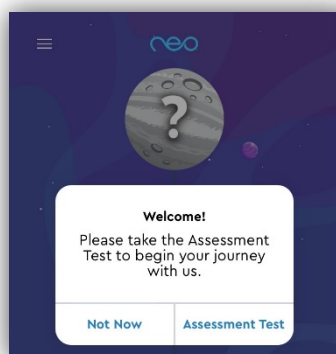 neo
?
Welcome!
Please take the Assessment
Test to begin your journey
with us.
Not Now
Assessment Test